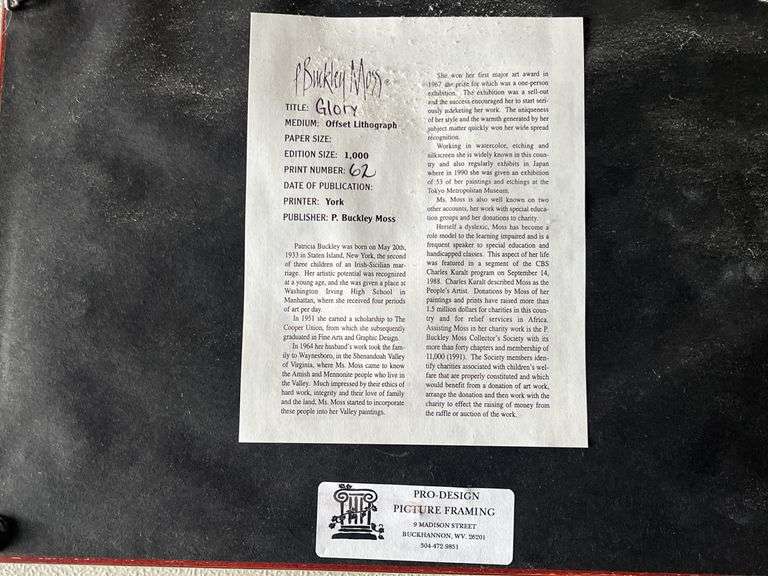 P Buckley Moss
TITLE: Glory
MEDIUM: Offset Lithograph
PAPER SIZE:
EDITION SIZE: 1,000
PRINT NUMBER: 62
DATE OF PUBLICATION:
PRINTER: York
PUBLISHER: P. Buckley Moss
Patricia Buckley was born on May 20th,
1933 in Staten Island, New York, the second
of three children of an Irish-Sicilian mar-
riage. Her artistic potential was recognized
at a young age, and she was given a place at
Washington Irving High School in
Manhattan, where she received four periods
of art per day.
In 1951 she earned a scholarship to The
Cooper Union, from which she subsequently
graduated in Fine Arts and Graphic Design.
In 1964 her husband's work took the fam-
ily to Waynesboro, in the Shenandoah Valley
of Virginia, where Ms. Moss came to know
the Amish and Mennonite people who live in
the Valley. Much impressed by their ethics of
hard work, integrity and their love of family
and the land, Ms. Moss started to incorporate
these people into her Valley paintings.
She won her first major art award in
1967 the prize for which was a one-person
exhibition. The exhibition was a sell-out
and the success encouraged her to start seri-
ously marketing her work. The uniqueness
of her style and the warmth generated by her
subject matter quickly won her wide spread
recognition.
Working in watercolor, etching and
silkscreen she is widely known in this coun-
try and also regularly exhibits in Japan
where in 1990 she was given an exhibition
of 53 of her paintings and etchings at the
Tokyo Metropolitan Museum.
Ms. Moss is also well known on two
other accounts, her work with special educa-
tion groups and her donations to charity.
Herself a dyslexic, Moss has become a
role model to the learning impaired and is a
frequent speaker to special education and
handicapped classes. This aspect of her life
was featured in a segment of the CBS
Charles Kuralt program on September 14,
1988. Charles Kuralt described Moss as the
People's Artist. Donations by Moss of her
paintings and prints have raised more than
1.5 million dollars for charities in this coun-
try and for relief services in Africa.
Assisting Moss in her charity work is the P.
Buckley Moss Collector's Society with its
more than forty chapters and membership of
11,000 (1991). The Society members iden-
tify charities associated with children's wel-
fare that are properly constituted and which
would benefit from a donation of art work,
arrange the donation and then work with the
charity to effect the raising of money from
the raffle or auction of the work.
PRO-DESIGN
PICTURE FRAMING
9 MADISON STREET
BUCKHANNON, WV. 26201
304-472-9851